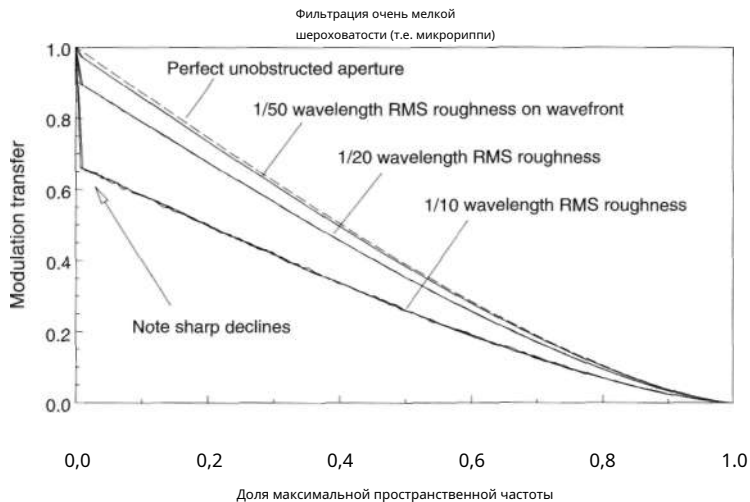 Фильтрация очень мелкой
шероховатости (т.е. микрориппи)
1.0
Perfect unobstructed aperture
0.8
1/50 wavelength RMS roughness on wavefront
1/20 wavelength RMS roughness
0.6
1/10 wavelength RMS roughness
Modulation transfer
0.4
Note sharp declines
0.2
0.0
0,0 0,2 0,4 0,6 0,8 1.0
Доля максимальной пространственной частоты